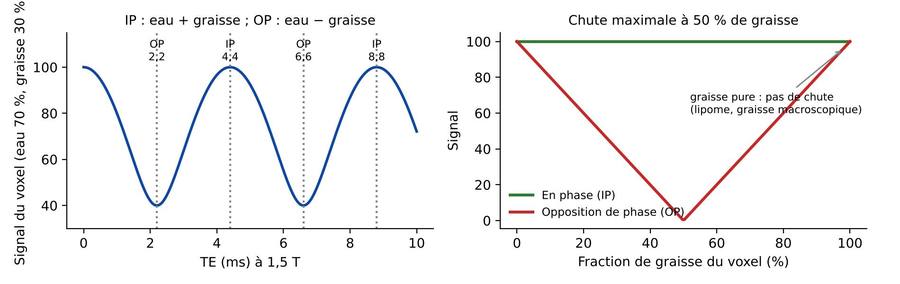 IP : eau + graisse ; OP : eau − graisse
Signal du voxel (eau 70 %, graisse 30 %
OP
2,2
IP
4,4
OP
6,6
IP
8,8
100
80
60
40
0
2
4
6
8
10
TE (ms) à 1,5 T
Chute maximale à 50 % de graisse
Signal
100
80
60
40
20
0
graisse pure : pas de chute
(lipome, graisse macroscopique)
En phase (IP)
Opposition de phase (OP)
0
20
40
60
80
100
Fraction de graisse du voxel (%)